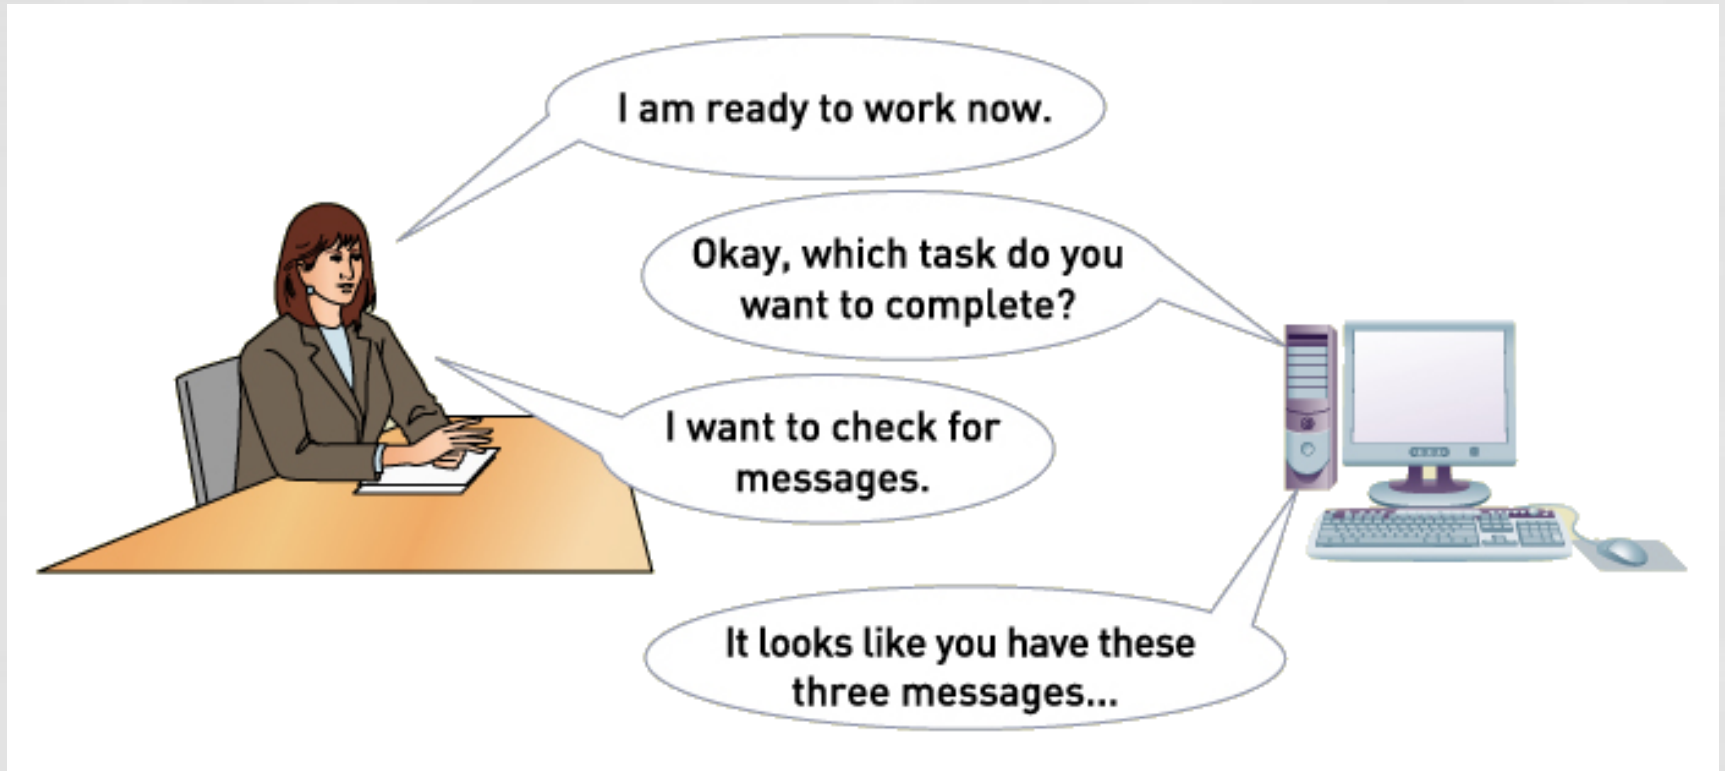 I am ready to work now.
Okay, which task do you
want to complete?
I want to check for
messages.
It looks like you have these
three messages...